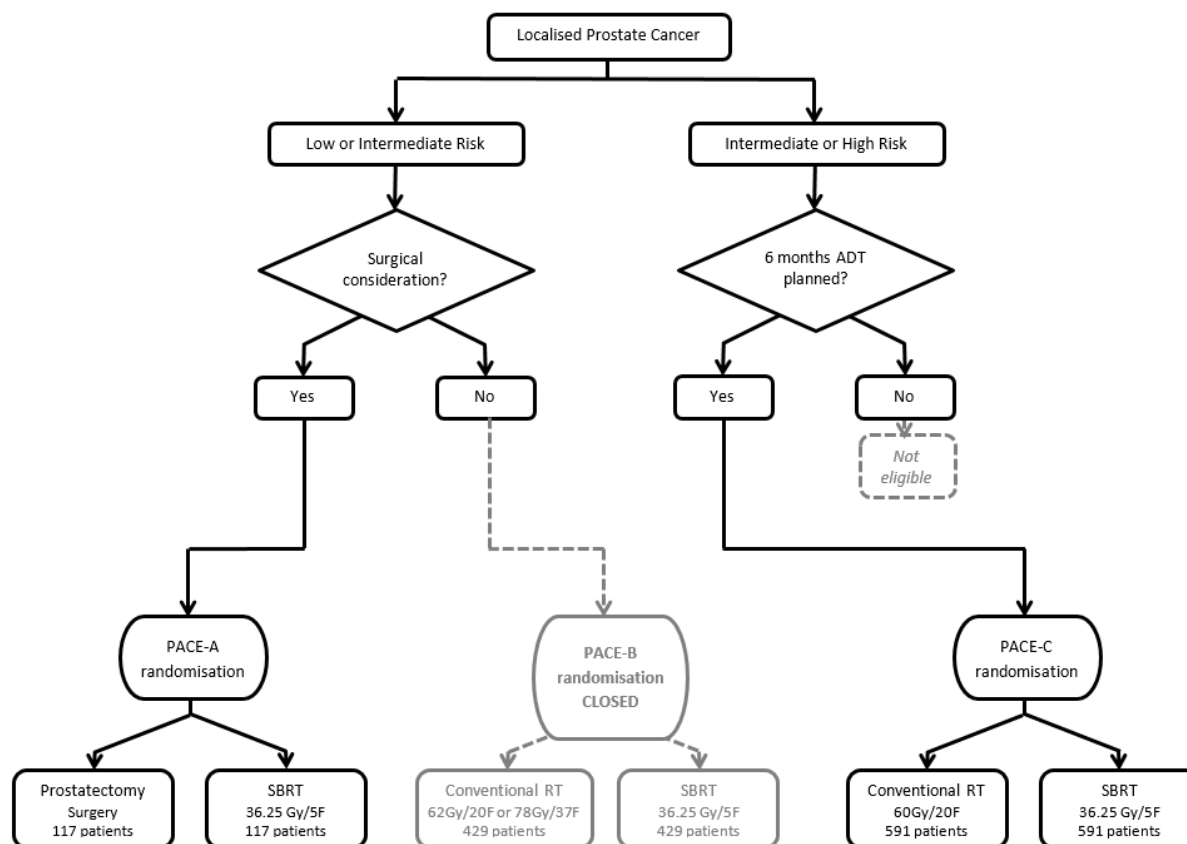 Localised Prostate Cancer
Low or Intermediate Risk
Intermediate or High Risk
Surgical
consideration?
6 months ADT
planned?
Yes
No
Yes
No
Not
eligible
PACE-A
randomisation
PACE-B
randomisation
CLOSED
PACE-C
randomisation
Prostatectomy
Surgery
117 patients
SBRT
36.25 Gy/5F
117 patients
Conventional RT
62Gy/20F or 78Gy/37F
429 patients
SBRT
36.25 Gy/5F
429 patients
Conventional RT
60Gy/20F
591 patients
SBRT
36.25 Gy/5F
591 patients